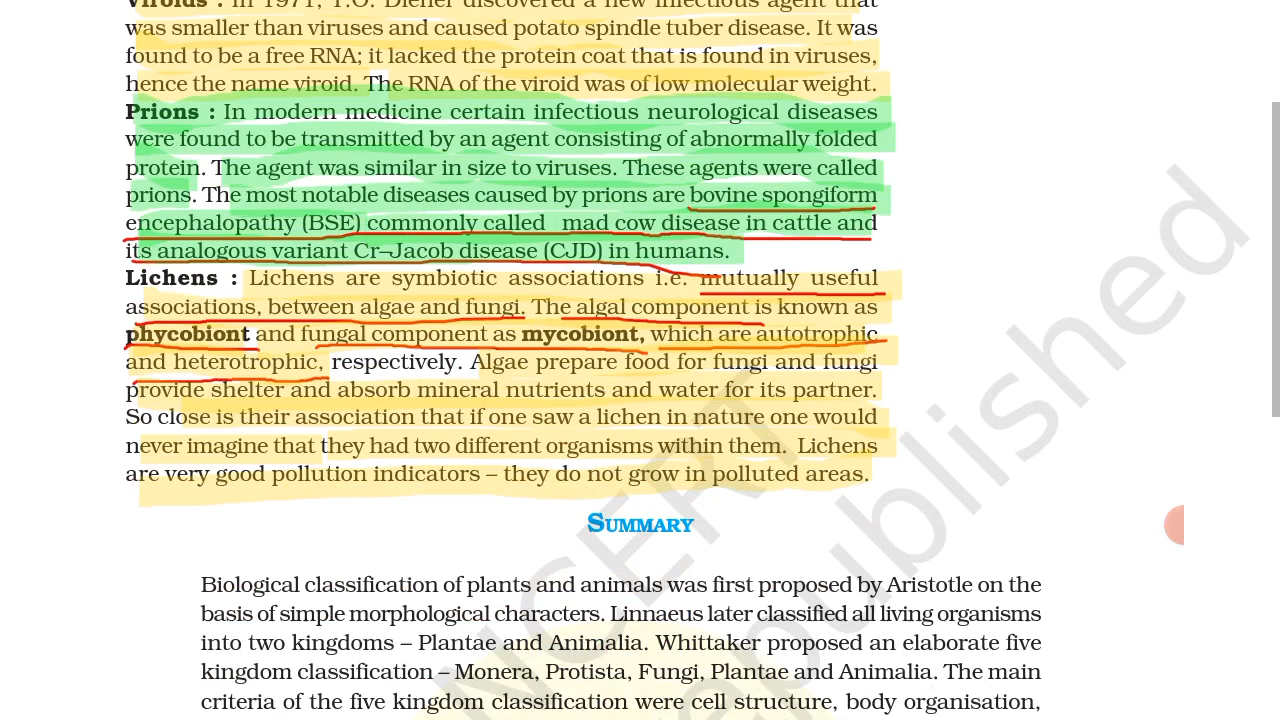 Viroids : In 1971, T.O. Diener discovered a new infectious agent that
was smaller than viruses and caused potato spindle tuber disease. It was
found to be a free RNA; it lacked the protein coat that is found in viruses,
hence the name viroid. The RNA of the viroid was of low molecular weight.
Prions : In modern medicine certain infectious neurological diseases
were found to be transmitted by an agent consisting of abnormally folded
protein. The agent was similar in size to viruses. These agents were called
prions. The most notable diseases caused by prions are bovine spongiform
encephalopathy (BSE) commonly called mad cow disease in cattle and
its analogous variant Cr–Jacob disease (CJD) in humans.
Lichens : Lichens are symbiotic associations i.e. mutually useful
associations, between algae and fungi. The algal component is known as
phycobiont and fungal component as mycobiont, which are autotrophic
and heterotrophic, respectively. Algae prepare food for fungi and fungi
provide shelter and absorb mineral nutrients and water for its partner.
So close is their association that if one saw a lichen in nature one would
never imagine that they had two different organisms within them. Lichens
are very good pollution indicators – they do not grow in polluted areas.
SUMMARY
Biological classification of plants and animals was first proposed by Aristotle on the
basis of simple morphological characters. Linnaeus later classified all living organisms
into two kingdoms – Plantae and Animalia. Whittaker proposed an elaborate five
kingdom classification – Monera, Protista, Fungi, Plantae and Animalia. The main
criteria of the five kingdom classification were cell structure, body organisation,
NCERT
republished